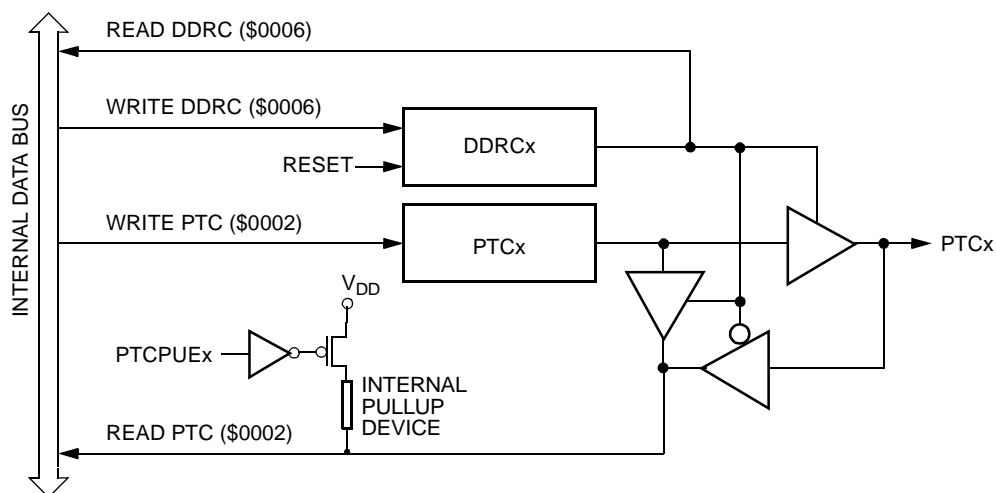 READ DDRC ($0006)
WRITE DDRC ($0006)
DDRCx
RESET
INTERNAL DATA BUS
WRITE PTC ($0002)
PTCx
PTCx
VDD
PTCPUEx
INTERNAL
PULLUP
DEVICE
READ PTC ($0002)